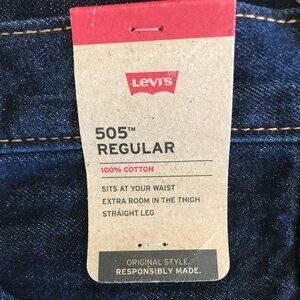 Levi's
505™
REGULAR
100% COTTON
SITS AT YOUR WAIST
EXTRA ROOM IN THE THIGH
STRAIGHT LEG
ORIGINAL STYLE.
RESPONSIBLY MADE.